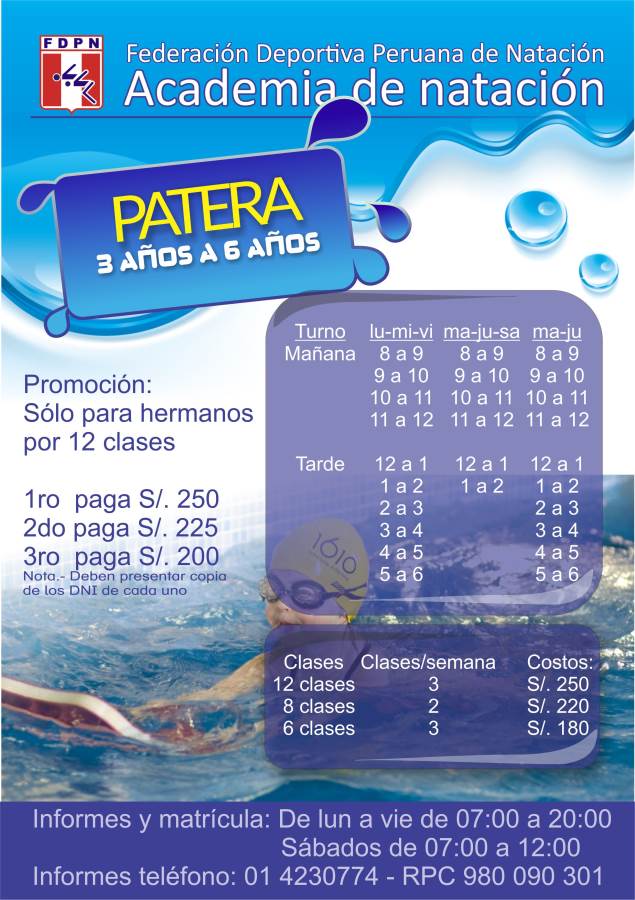 FDPN
Federación Deportiva Peruana de Natación
Academia de natación
PATERA
3 AÑOS A 6 AÑOS
Turno lu-mi-vi ma-ju-sa ma-ju
Mañana 8 a 9 8 a 9 8 a 9
9 a 10 9 a 10 9 a 10
10 a 11 10 a 11 10 a 11
11 a 12 11 a 12 11 a 12
Tarde 12 a 1 12 a 1 12 a 1
1 a 2 1 a 2 1 a 2
2 a 3 2 a 3
3 a 4 3 a 4
4 a 5 4 a 5
5 a 6 5 a 6
Promoción:
Sólo para hermanos
por 12 clases
1ro paga S/. 250
2do paga S/. 225
3ro paga S/. 200
Nota.- Deben presentar copia
de los DNI de cada uno
1610
Clases Clases/semana Costos:
12 clases 3 S/. 250
8 clases 2 S/. 220
6 clases 3 S/. 180
Informes y matrícula: De lun a vie de 07:00 a 20:00
Sábados de 07:00 a 12:00
Informes teléfono: 01 4230774 - RPC 980 090 301